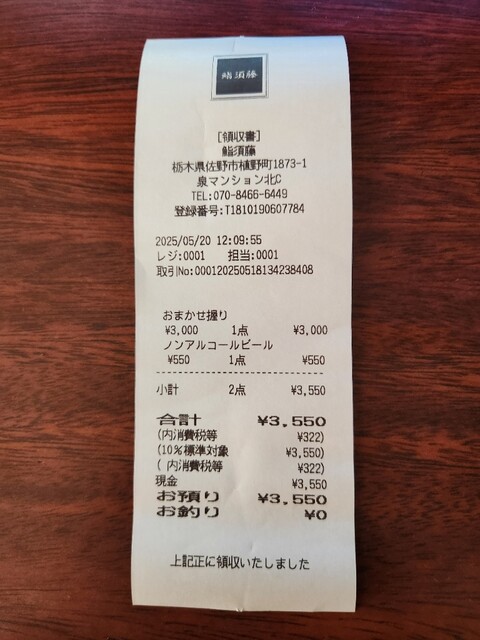 鮨須藤
[領収書]
鮨須藤
栃木県佐野市植野町1873-1
泉マンション北C
TEL:070-8466-6449
登録番号:T1810190607784
2025/05/20 12:09:55
レジ:0001 担当:0001
取引No:000120250518134238408
おまかせ握り
¥3,000 1点 ¥3,000
ノンアルコールビール
¥550 1点 ¥550
小計 2点 ¥3,550
合計 ¥3,550
(内消費税等 ¥322)
(10%標準対象 ¥3,550)
( 内消費税等 ¥322)
現金 ¥3,550
お預り ¥3,550
お釣り ¥0
上記正に領収いたしました